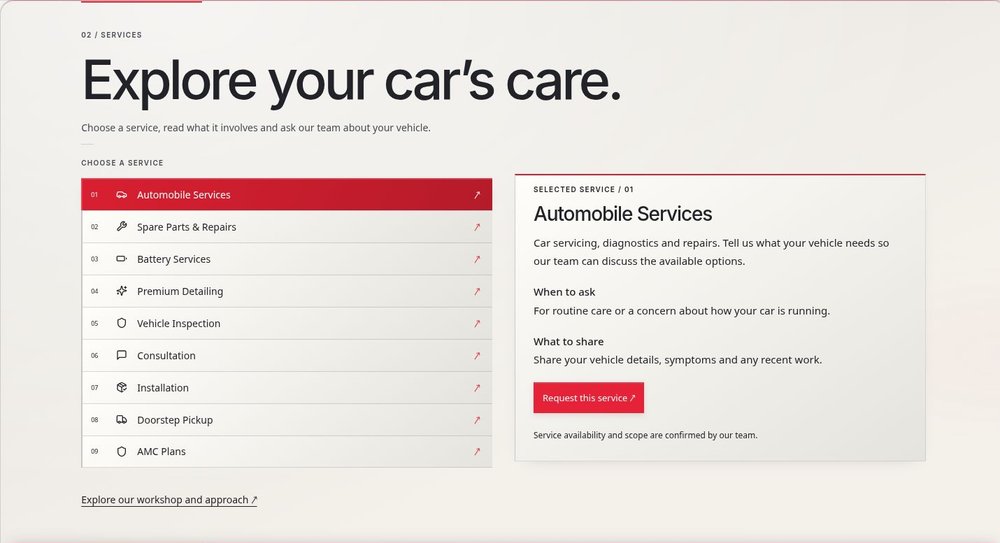 02 / SERVICES
Explore your car’s care.
Choose a service, read what it involves and ask our team about your vehicle.
CHOOSE A SERVICE
01 Automobile Services ↗
02 Spare Parts & Repairs ↗
03 Battery Services ↗
04 Premium Detailing ↗
05 Vehicle Inspection ↗
06 Consultation ↗
07 Installation ↗
08 Doorstep Pickup ↗
09 AMC Plans ↗
Explore our workshop and approach ↗
SELECTED SERVICE / 01
Automobile Services
Car servicing, diagnostics and repairs. Tell us what your vehicle needs so
our team can discuss the available options.
When to ask
For routine care or a concern about how your car is running.
What to share
Share your vehicle details, symptoms and any recent work.
Request this service ↗
Service availability and scope are confirmed by our team.